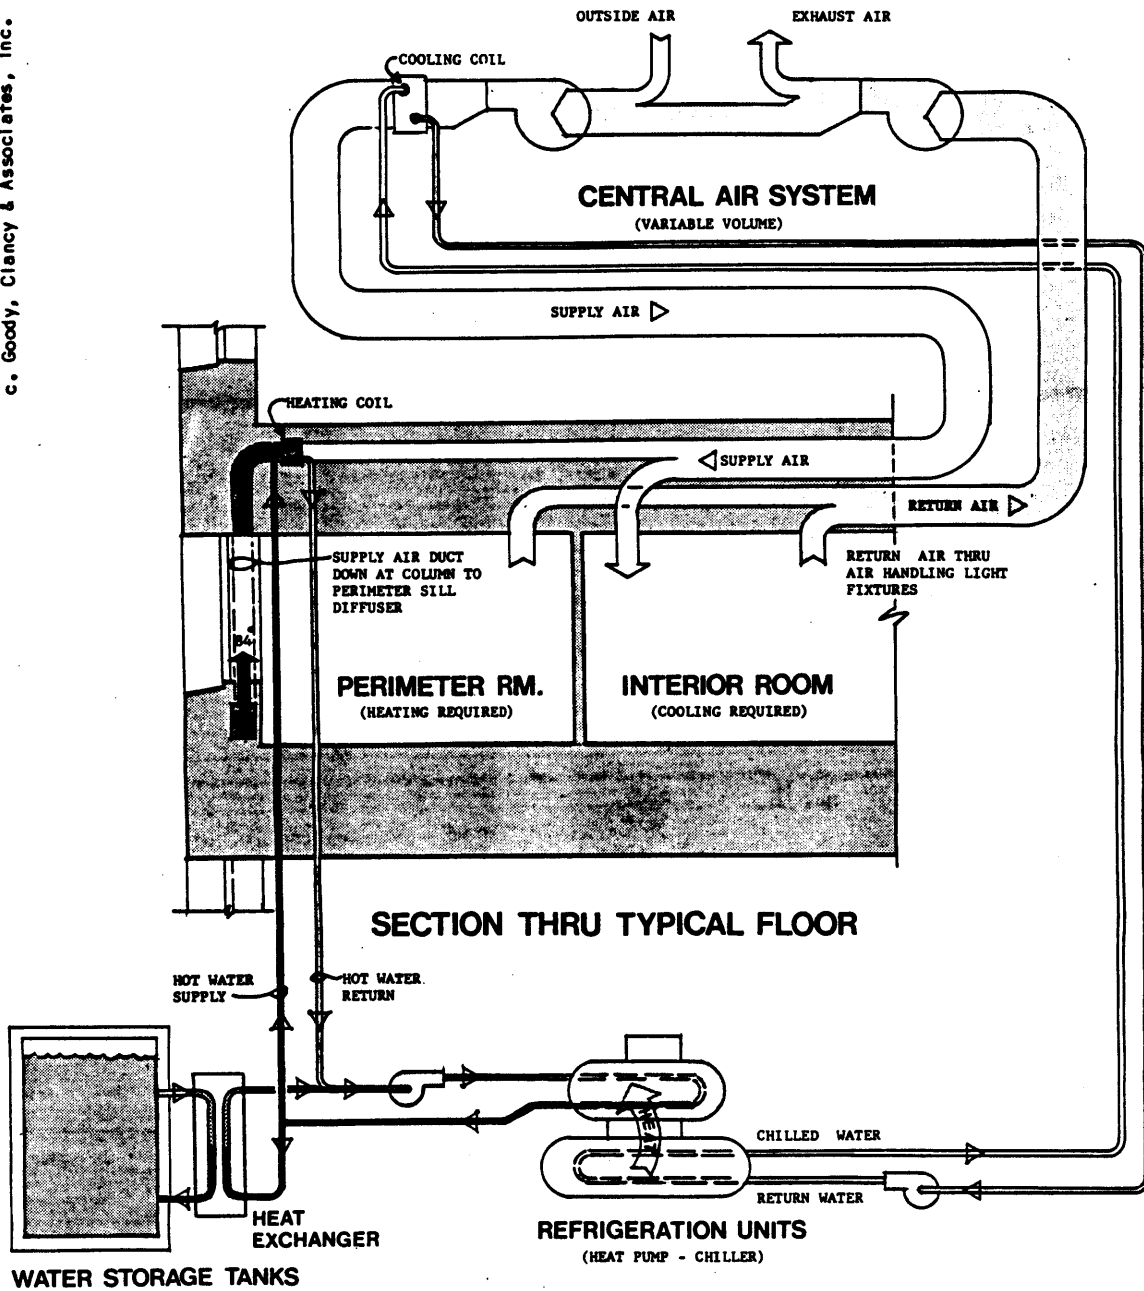 c. Goody, Clancy & Associates, Inc.
OUTSIDE AIR
EXHAUST AIR
COOLING COIL
CENTRAL AIR SYSTEM
(VARIABLE VOLUME)
SUPPLY AIR
HEATING COIL
SUPPLY AIR
RETURN AIR
SUPPLY AIR DUCT
DOWN AT COLUMN TO
PERIMETER SILL
DIFFUSER
RETURN AIR THRU
AIR HANDLING LIGHT
FIXTURES
84°
PERIMETER RM.
(HEATING REQUIRED)
INTERIOR ROOM
(COOLING REQUIRED)
SECTION THRU TYPICAL FLOOR
HOT WATER
SUPPLY
HOT WATER
RETURN
HEAT
CHILLED WATER
RETURN WATER
HEAT
EXCHANGER
REFRIGERATION UNITS
(HEAT PUMP - CHILLER)
WATER STORAGE TANKS